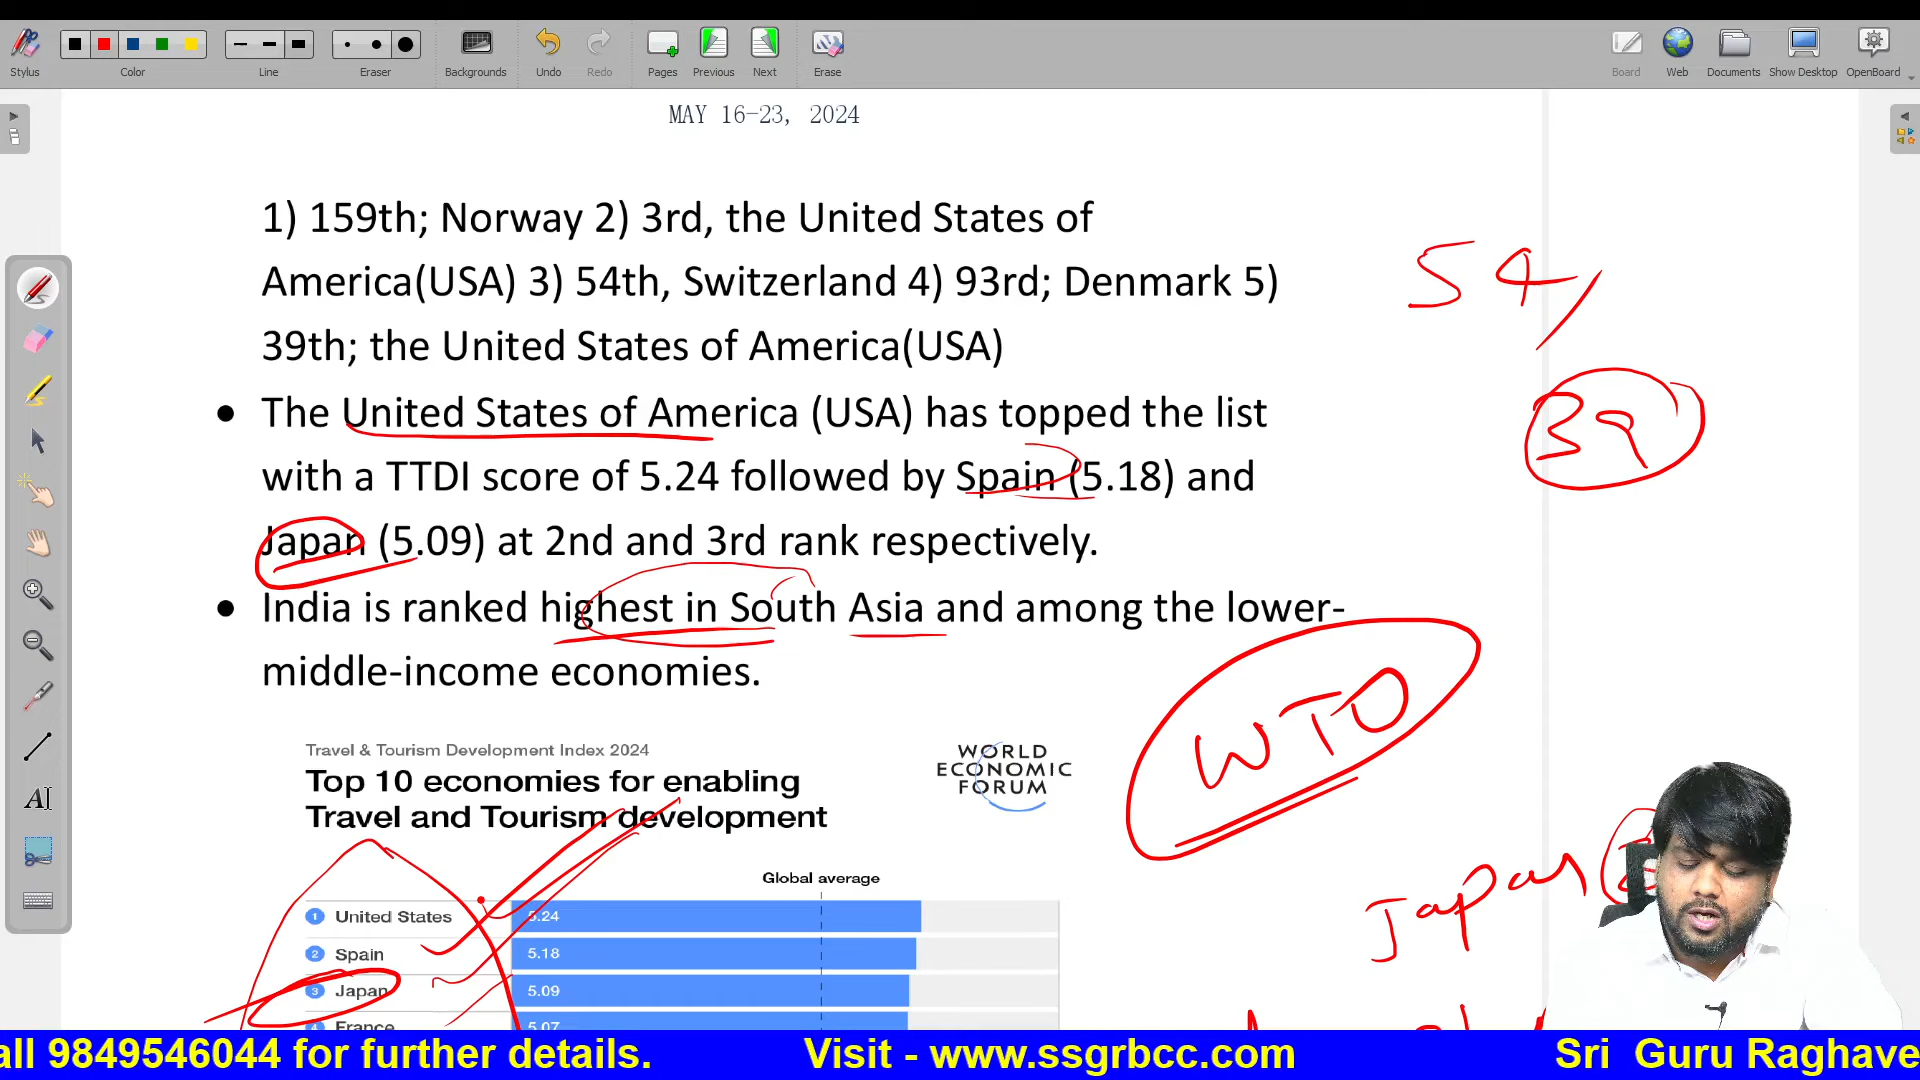 Stylus
Color
Line
Eraser
Backgrounds
Undo
Redo
Pages
Previous
Next
Erase
Board
Web
Documents
Show Desktop
OpenBoard
MAY 16-23, 2024
1) 159th; Norway 2) 3rd, the United States of
America(USA) 3) 54th, Switzerland 4) 93rd; Denmark 5)
39th; the United States of America(USA)
54,
39
• The United States of America (USA) has topped the list
with a TTDI score of 5.24 followed by Spain (5.18) and
Japan (5.09) at 2nd and 3rd rank respectively.
• India is ranked highest in South Asia and among the lower-
middle-income economies.
WTO
Travel & Tourism Development Index 2024
Top 10 economies for enabling
Travel and Tourism development
WORLD
ECONOMIC
FORUM
Japan
Global average
1 United States 5.24
2 Spain 5.18
3 Japan 5.09
4 France 5.07
all 9849546044 for further details. Visit - www.ssgrbcc.com Sri Guru Raghave